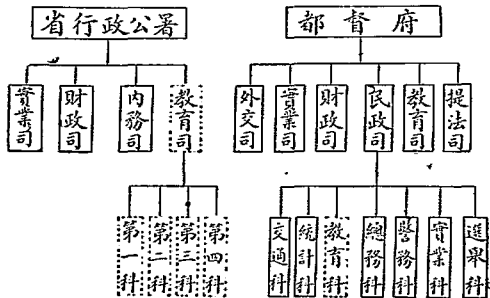 省行政公署
都督府
實業司
財政司
內務司
教育司
外交司
實業司
財政司
民政司
教育司
提法司
第一科
第二科
第三科
第四科
交通科
統計科
教育科
總務科
警務科
實業科
選舉科